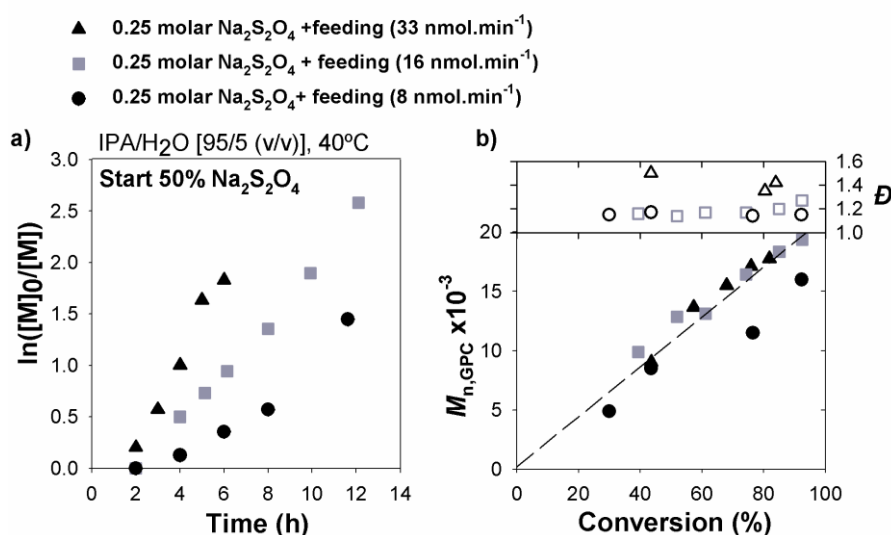 0.25 molar Na₂S₂O₄ +feeding (33 nmol.min⁻¹)
0.25 molar Na₂S₂O₄ + feeding (16 nmol.min⁻¹)
0.25 molar Na₂S₂O₄+ feeding (8 nmol.min⁻¹)
a) IPA/H₂O [95/5 (v/v)], 40ºC
Start 50% Na₂S₂O₄
3.0
2.5
2.0
1.5
1.0
0.5
0.0
ln([M]₀/[M])
0 2 4 6 8 10 12 14
Time (h)
b)
1.6
1.4
1.2
1.0
Đ
20
15
10
5
0
Mn,GPC x10⁻³
0 20 40 60 80 100
Conversion (%)